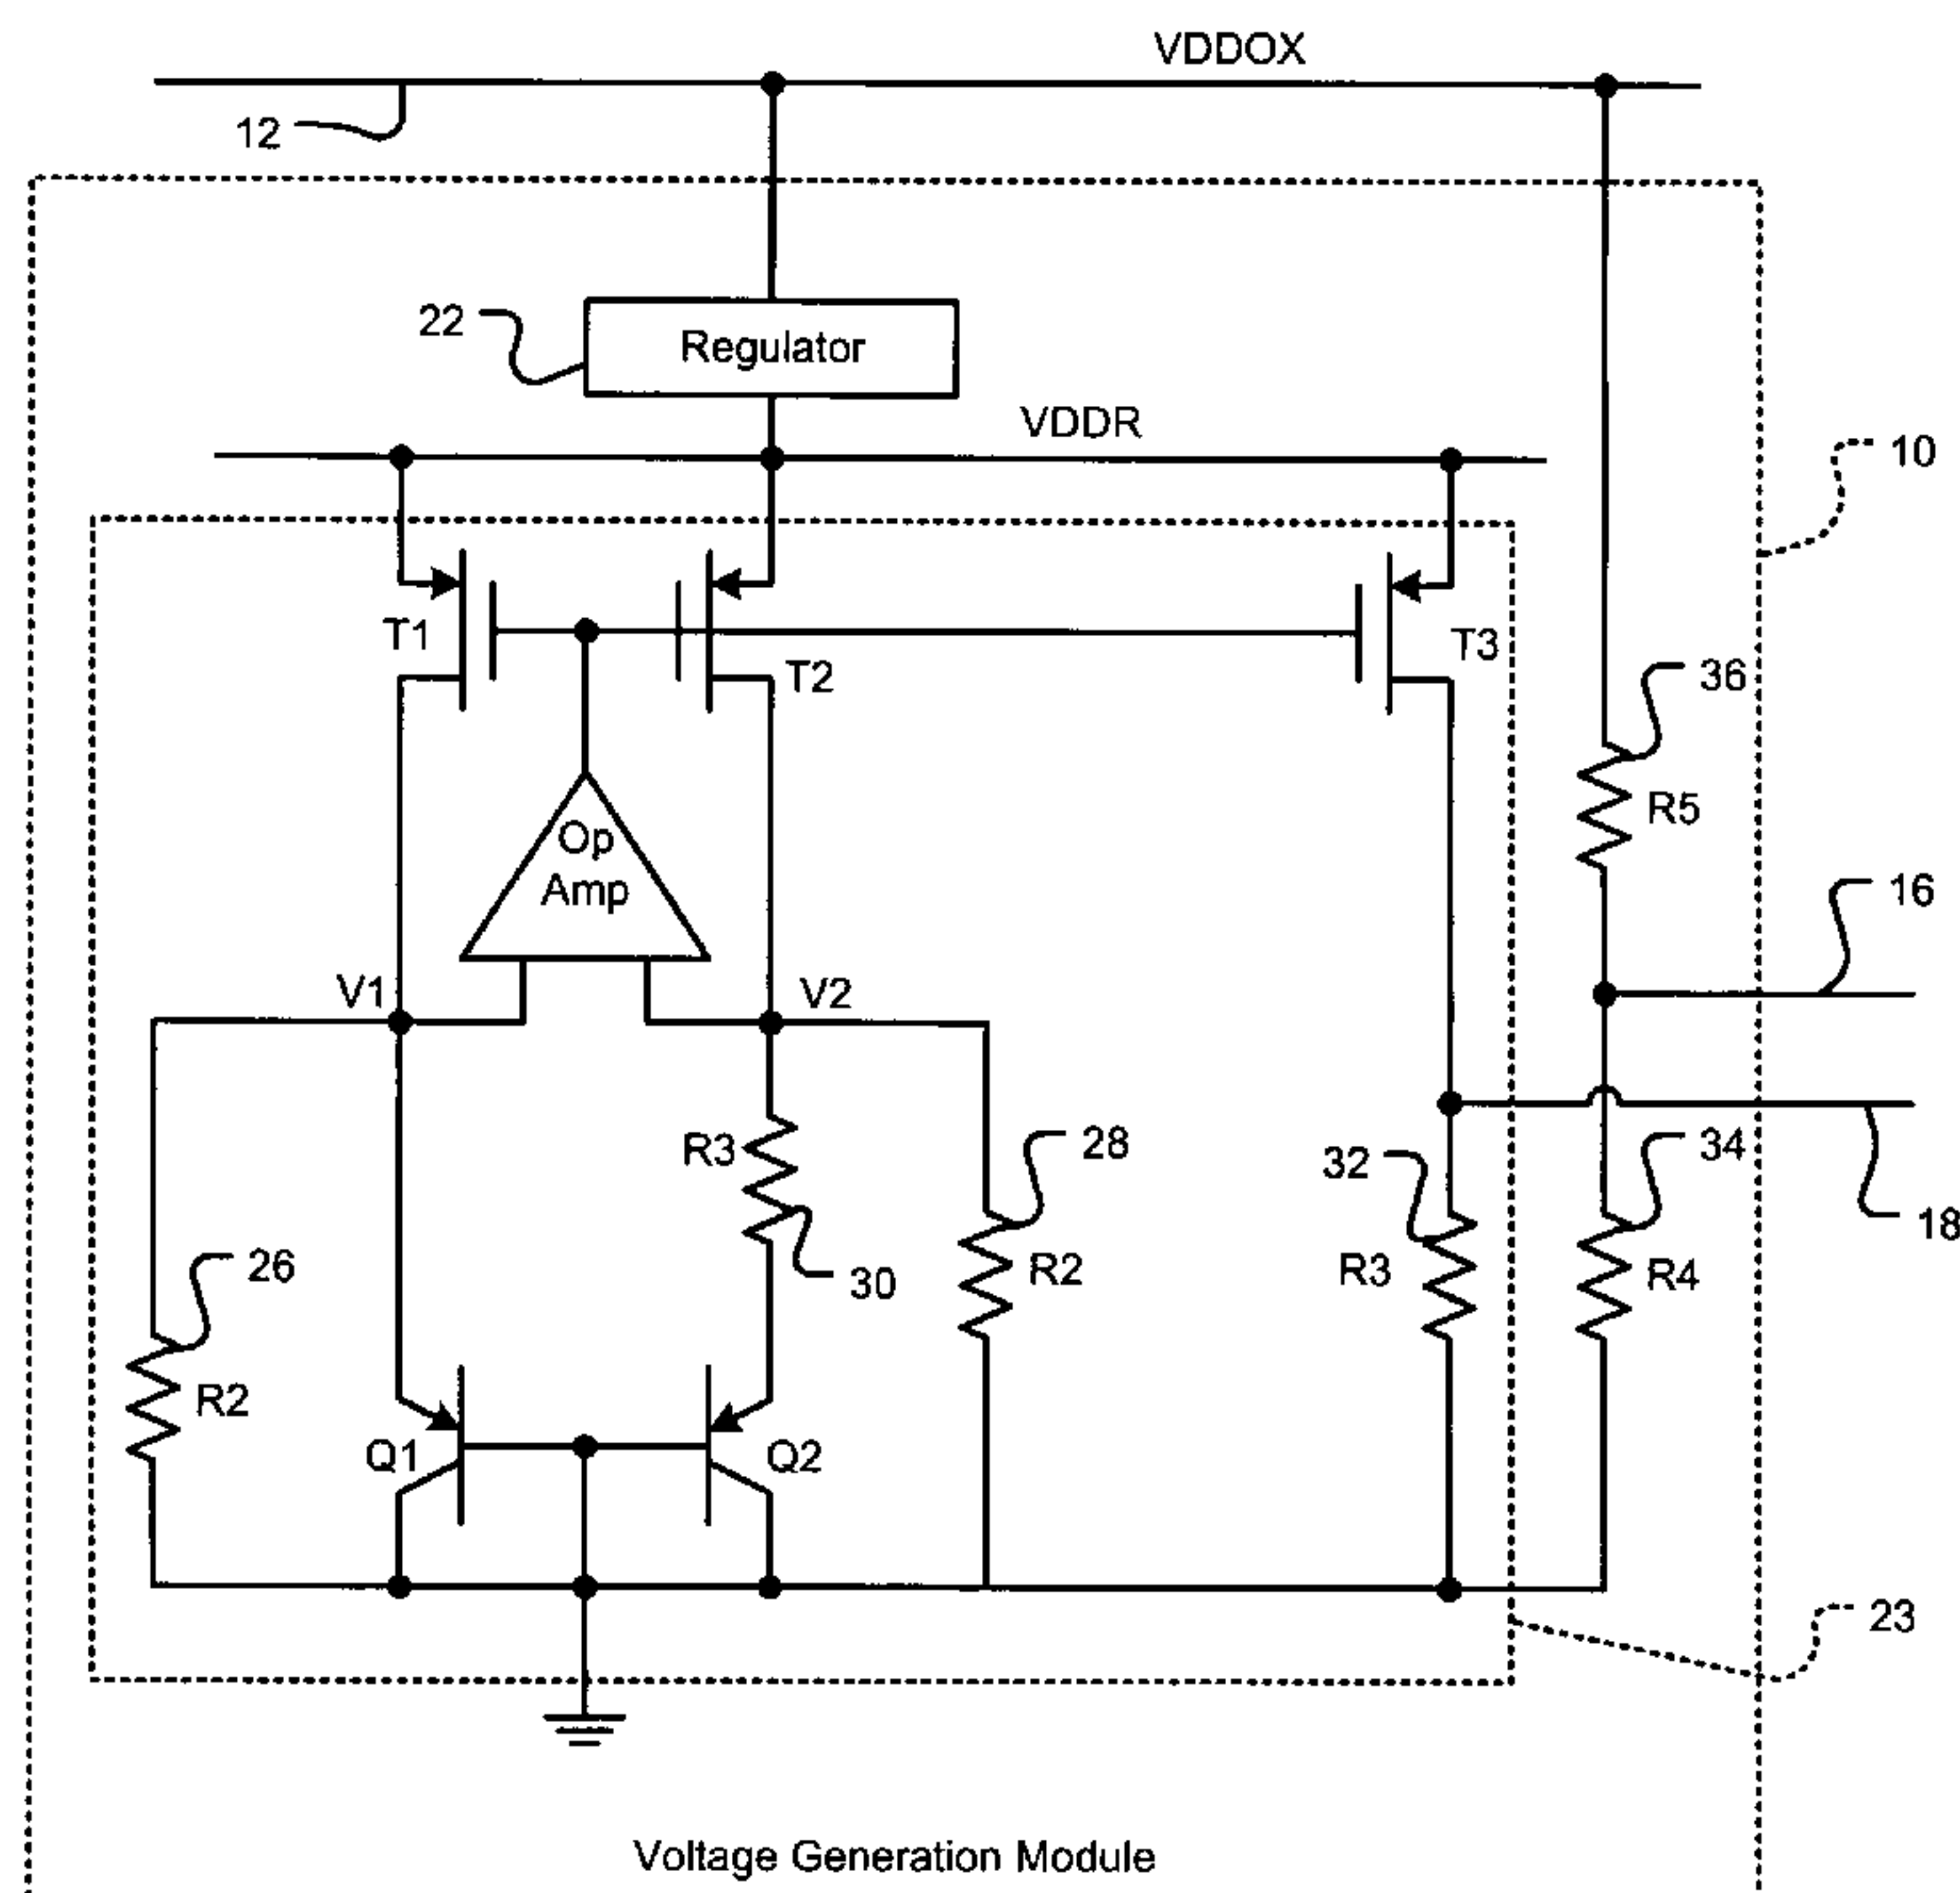 VDDOX
12
22
Regulator
VDDR
10
T1
T2
T3
36
R5
Op
Amp
16
V1
V2
R3
28
32
34
18
26
30
R2
R3
R4
R2
Q1
Q2
23
Voltage Generation Module